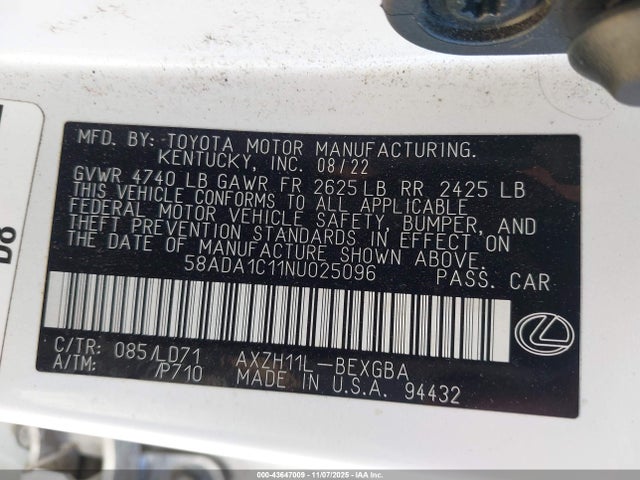 D8
MFD. BY: TOYOTA MOTOR MANUFACTURING.
KENTUCKY, INC. 08/22
GVWR 4740 LB GAWR FR 2625 LB RR 2425 LB
THIS VEHICLE CONFORMS TO ALL APPLICABLE
FEDERAL MOTOR VEHICLE SAFETY, BUMPER, AND
THEFT PREVENTION STANDARDS IN EFFECT ON
THE DATE OF MANUFACTURE SHOWN ABOVE.
58ADA1C11NU025096 PASS. CAR
C/TR: 085/LD71 AXZH11L-BEXGBA
A/TM: /P710 MADE IN U.S.A. 94432
000-43647009 - 11/07/2025 - IAAI.COM